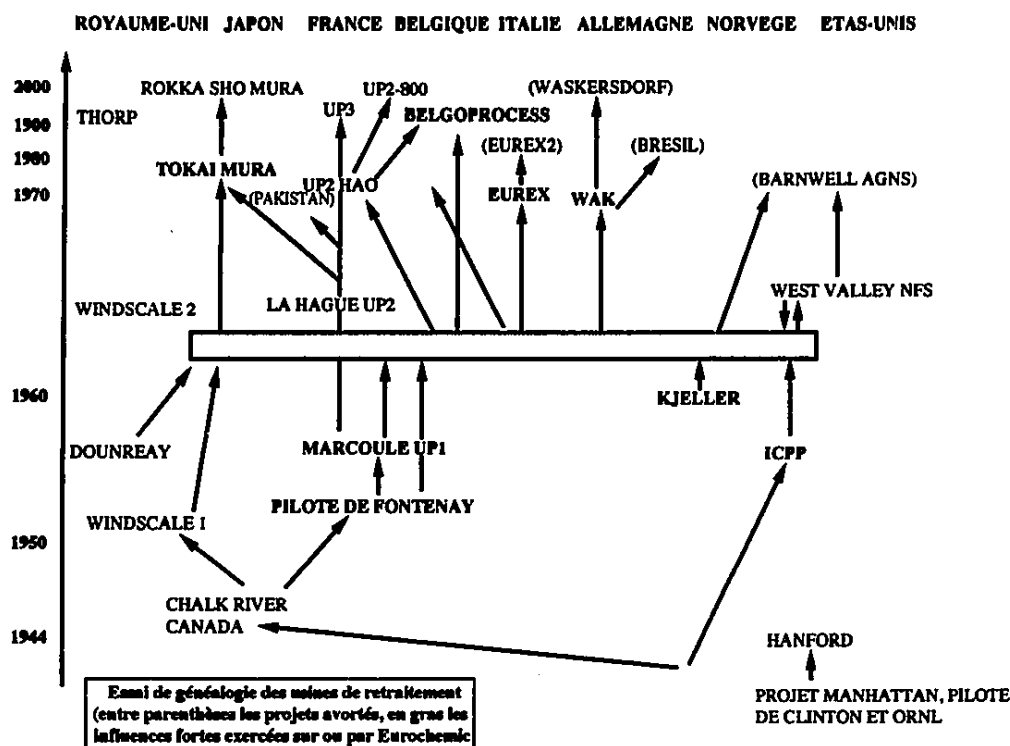 ROYAUME-UNI JAPON FRANCE BELGIQUE ITALIE ALLEMAGNE NORVEGE ETAS-UNIS
2000 ROKKA SHO MURA UP2-800 (WASKERSDORF)
1900 THORP UP3 BELGOPROCESS
1980 (EUREX2) (BRESIL)
TOKAI MURA
1970 (PAKISTAN) UP2 HAO EUREX WAK (BARNWELL AGNS)
WINDSCALE 2 LA HAGUE UP2 WEST VALLEY NFS
1960 KJELLER
DOUNREAY MARCOULE UP1 ICPP
PILOTE DE FONTENAY
WINDSCALE 1
1950
CHALK RIVER
CANADA
1944 HANFORD
PROJET MANHATTAN, PILOTE
DE CLINTON ET ORNL
Essai de généalogie des usines de retraitement
(entre parenthèses les projets avortés, en gras les
influences fortes exercées sur ou par Eurochemic